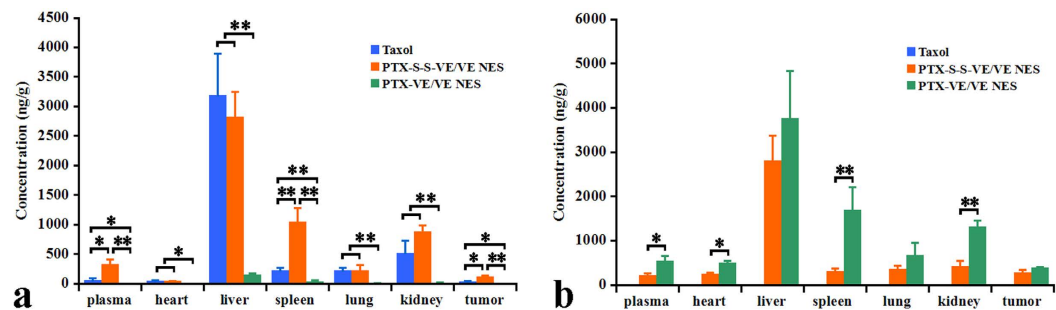 4500
4000
3500
3000
2500
2000
1500
1000
500
0
Concentration (ng/g)
Taxol
PTX-S-S-VE/VE NES
PTX-VE/VE NES
* ** *
*
**
** ** **
**
**
* ** *
plasma heart liver spleen lung kidney tumor
a
6000
5000
4000
3000
2000
1000
0
Concentration (ng/g)
Taxol
PTX-S-S-VE/VE NES
PTX-VE/VE NES
*
*
**
**
plasma heart liver spleen lung kidney tumor
b